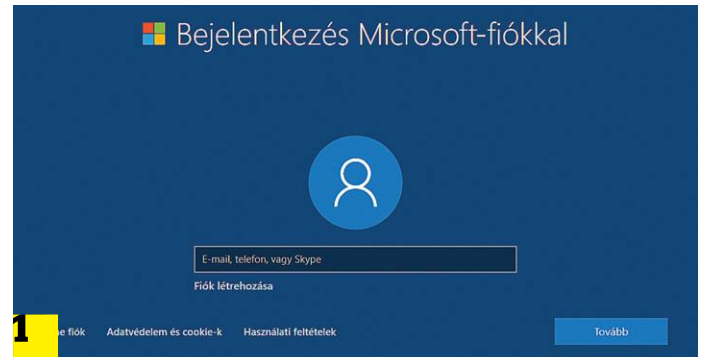 Bejelentkezés Microsoft-fiókkal
E-mail, telefon, vagy Skype
Fiók létrehozása
1 fiók Adatvédelem és cookie-k Használati feltételek Tovább